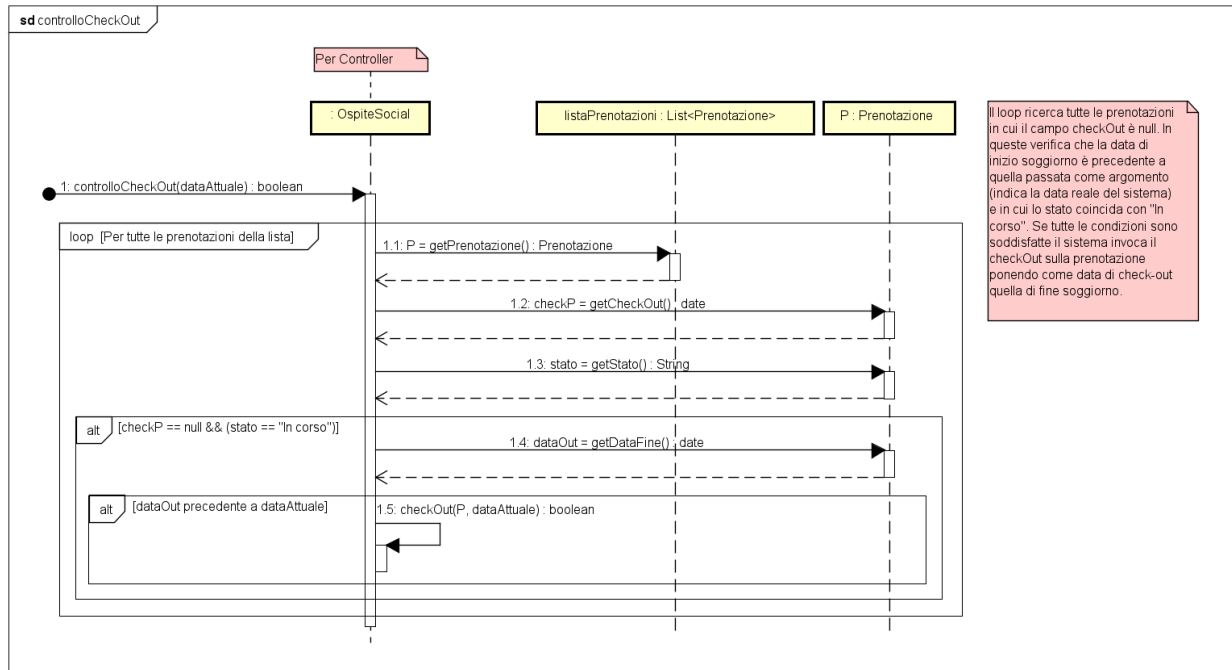 sd controlloCheckOut
Per Controller
: OspiteSocial
listaPrenotazioni : List<Prenotazione>
P : Prenotazione
Il loop ricerca tutte le prenotazioni
in cui il campo checkOut è null. In
queste verifica che la data di
inizio soggiorno è precedente a
quella passata come argomento
(indica la data reale del sistema)
e in cui lo stato coincida con "In
corso". Se tutte le condizioni sono
soddisfatte il sistema invoca il
checkOut sulla prenotazione
ponendo come data di check-out
quella di fine soggiorno.
1: controlloCheckOut(dataAttuale) : boolean
loop [Per tutte le prenotazioni della lista]
1.1: P = getPrenotazione() : Prenotazione
1.2: checkP = getCheckOut() : date
1.3: stato = getStato() : String
alt [checkP == null && (stato == "In corso")]
1.4: dataOut = getDataFine() : date
alt [dataOut precedente a dataAttuale]
1.5: checkOut(P, dataAttuale) : boolean